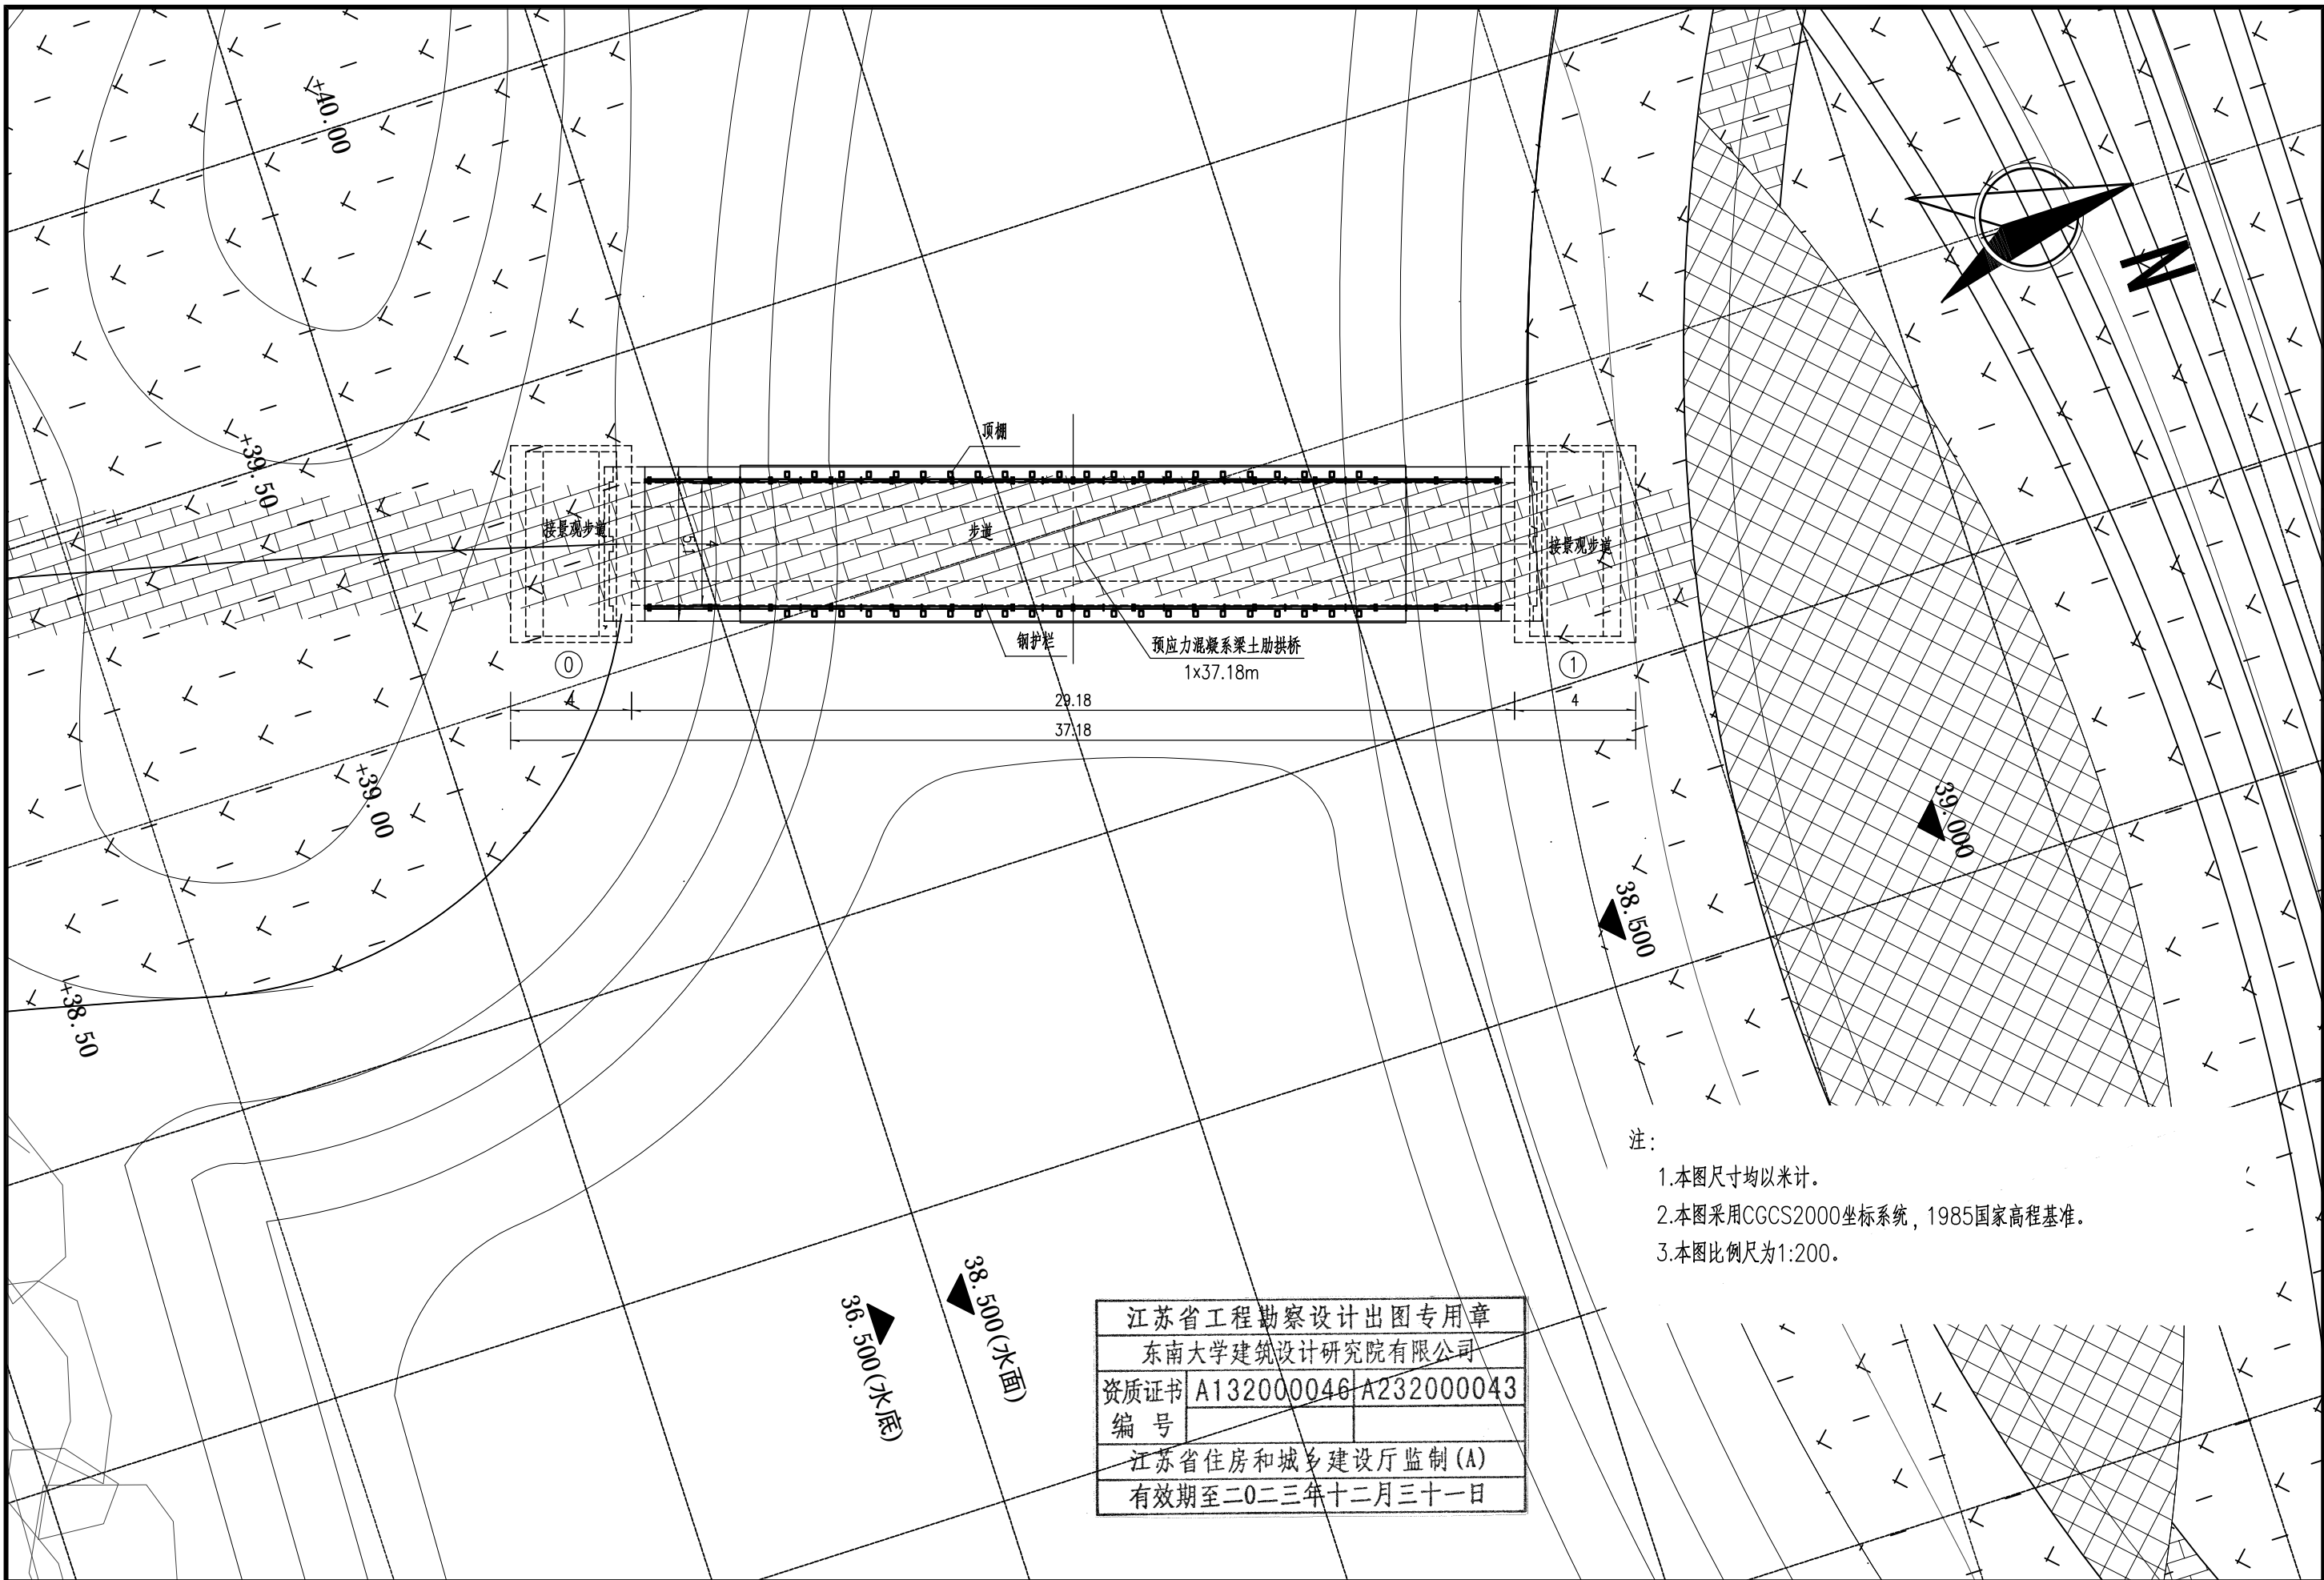 +40.00
N
+39.50
顶棚
接景观步道
步道
接景观步道
4
5.1
钢护栏
预应力混凝系梁土肋拱桥
1x37.18m
0
1
4
29.18
4
37.18
+39.00
39.000
38.500
+38.50
注:
1.本图尺寸均以米计。
2.本图采用CGCS2000坐标系统, 1985国家高程基准。
3.本图比例尺为1:200。
38.500(水面)
36.500(水底)
江苏省工程勘察设计出图专用章
东南大学建筑设计研究院有限公司
资质证书 A132000046 A232000043
编 号
江苏省住房和城乡建设厅监制(A)
有效期至二0二三年十二月三十一日